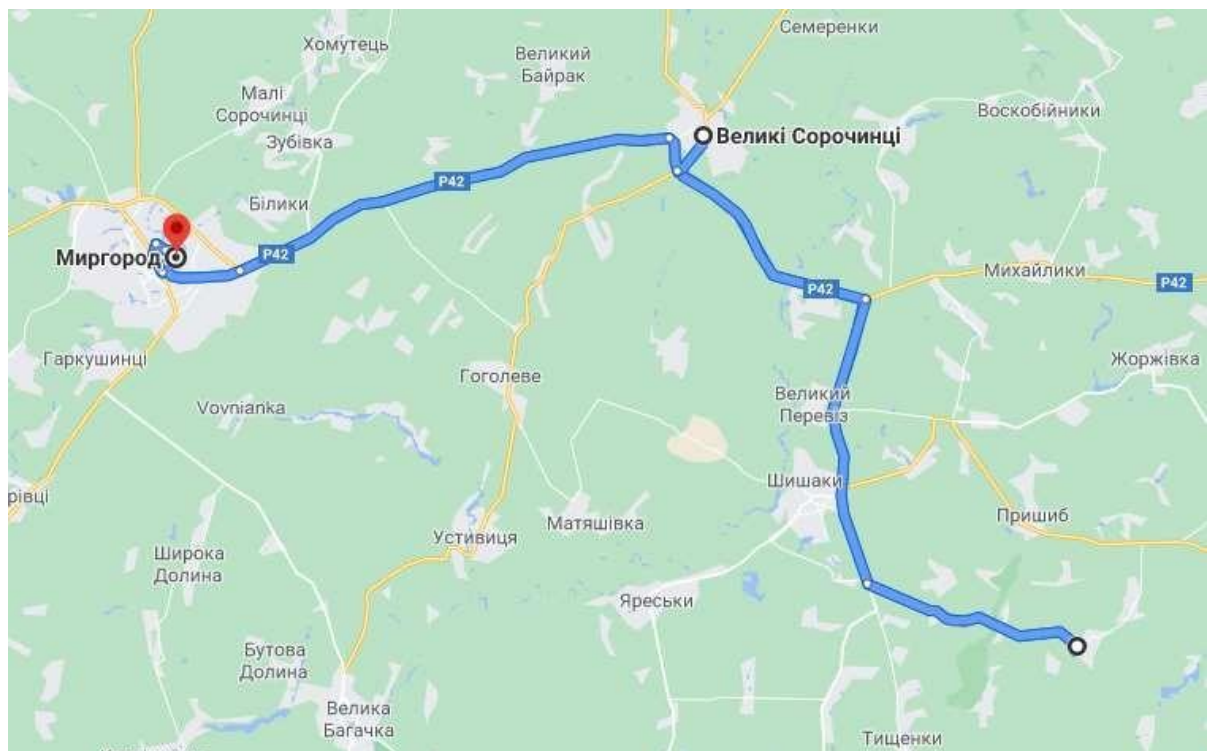 Хомутець
Семеренки
Великий
Байрак
Малі
Сорочинці
Воскобійники
Зубівка
Великі Сорочинці
P42
Білики
P42
Миргород
Михайлики
P42
P42
Гаркушинці
Жоржівка
Гоголеве
Великий
Перевіз
Vovnianka
Шишаки
рівці
Матяшівка
Пришиб
Устивиця
Широка
Долина
Яреськи
Бутова
Долина
Велика
Багачка
Тищенки